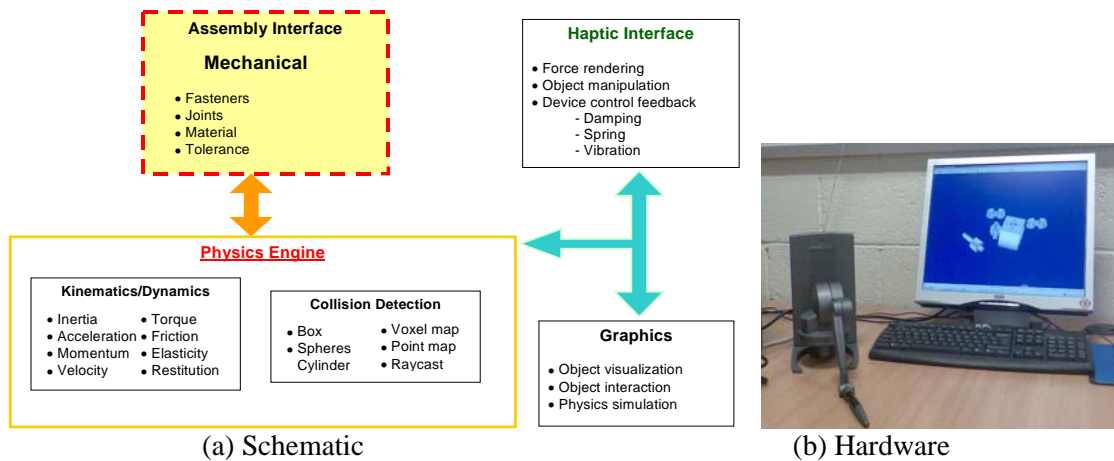 Assembly Interface
Mechanical
• Fasteners
• Joints
• Material
• Tolerance
Haptic Interface
• Force rendering
• Object manipulation
• Device control feedback
- Damping
- Spring
- Vibration
Physics Engine
Kinematics/Dynamics
• Inertia
• Acceleration
• Momentum
• Velocity
• Torque
• Friction
• Elasticity
• Restitution
Collision Detection
• Box
• Spheres
Cylinder
• Voxel map
• Point map
• Raycast
Graphics
• Object visualization
• Object interaction
• Physics simulation
(a) Schematic
(b) Hardware